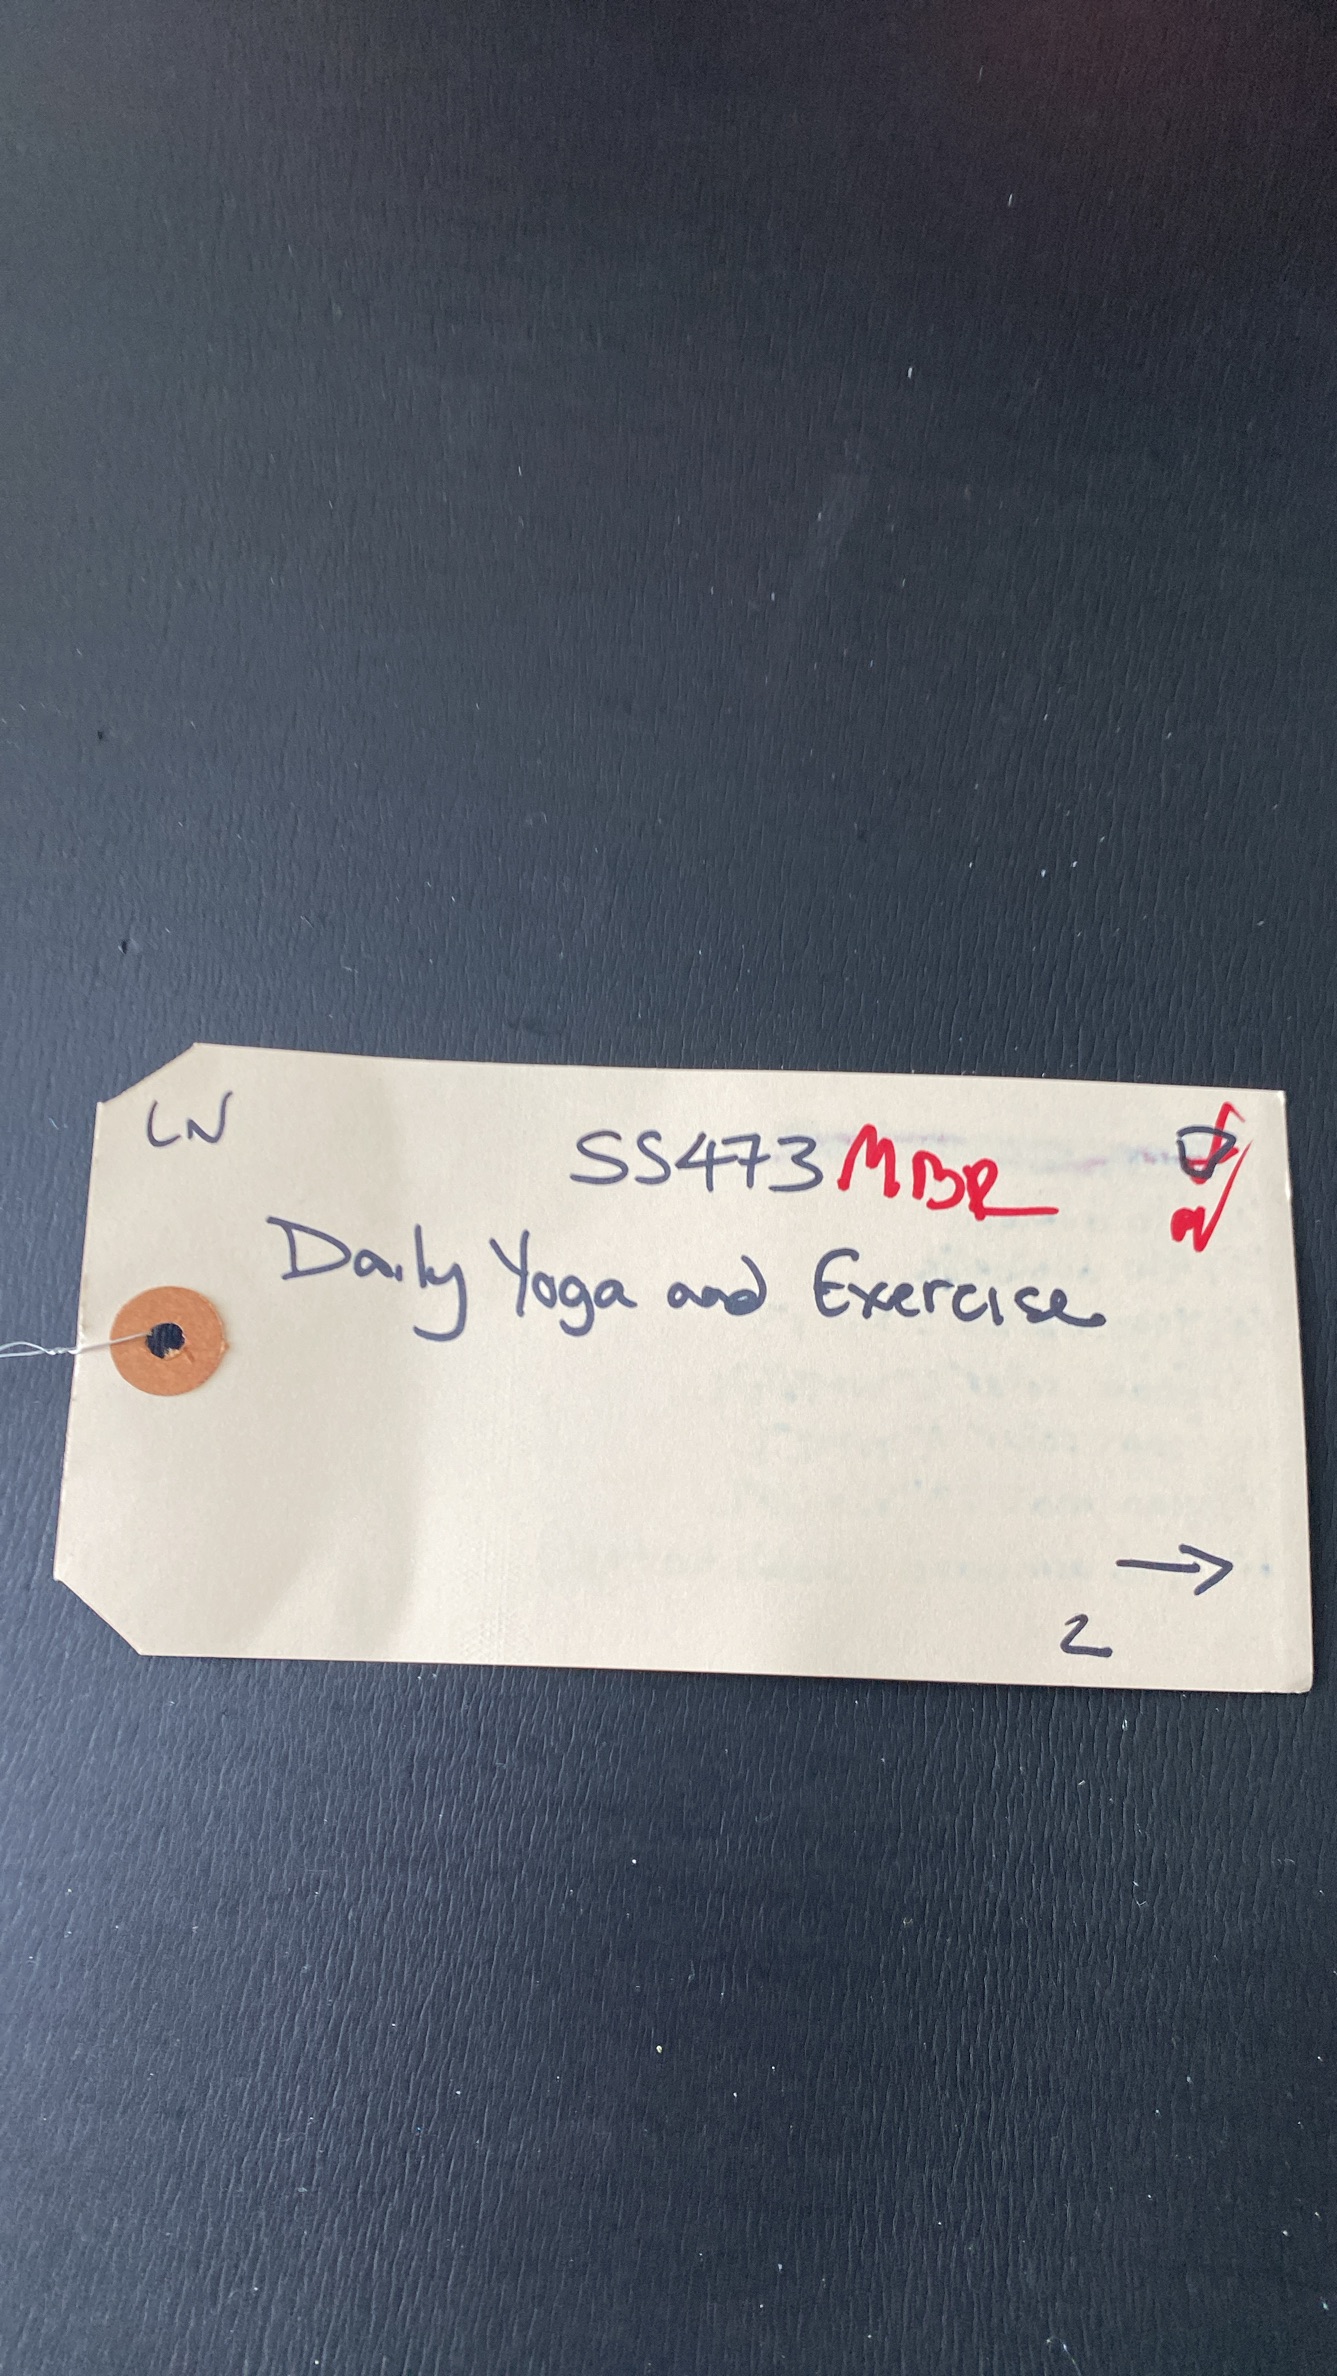 LN
SS473 MBR
Daily Yoga and Exercise
→
2